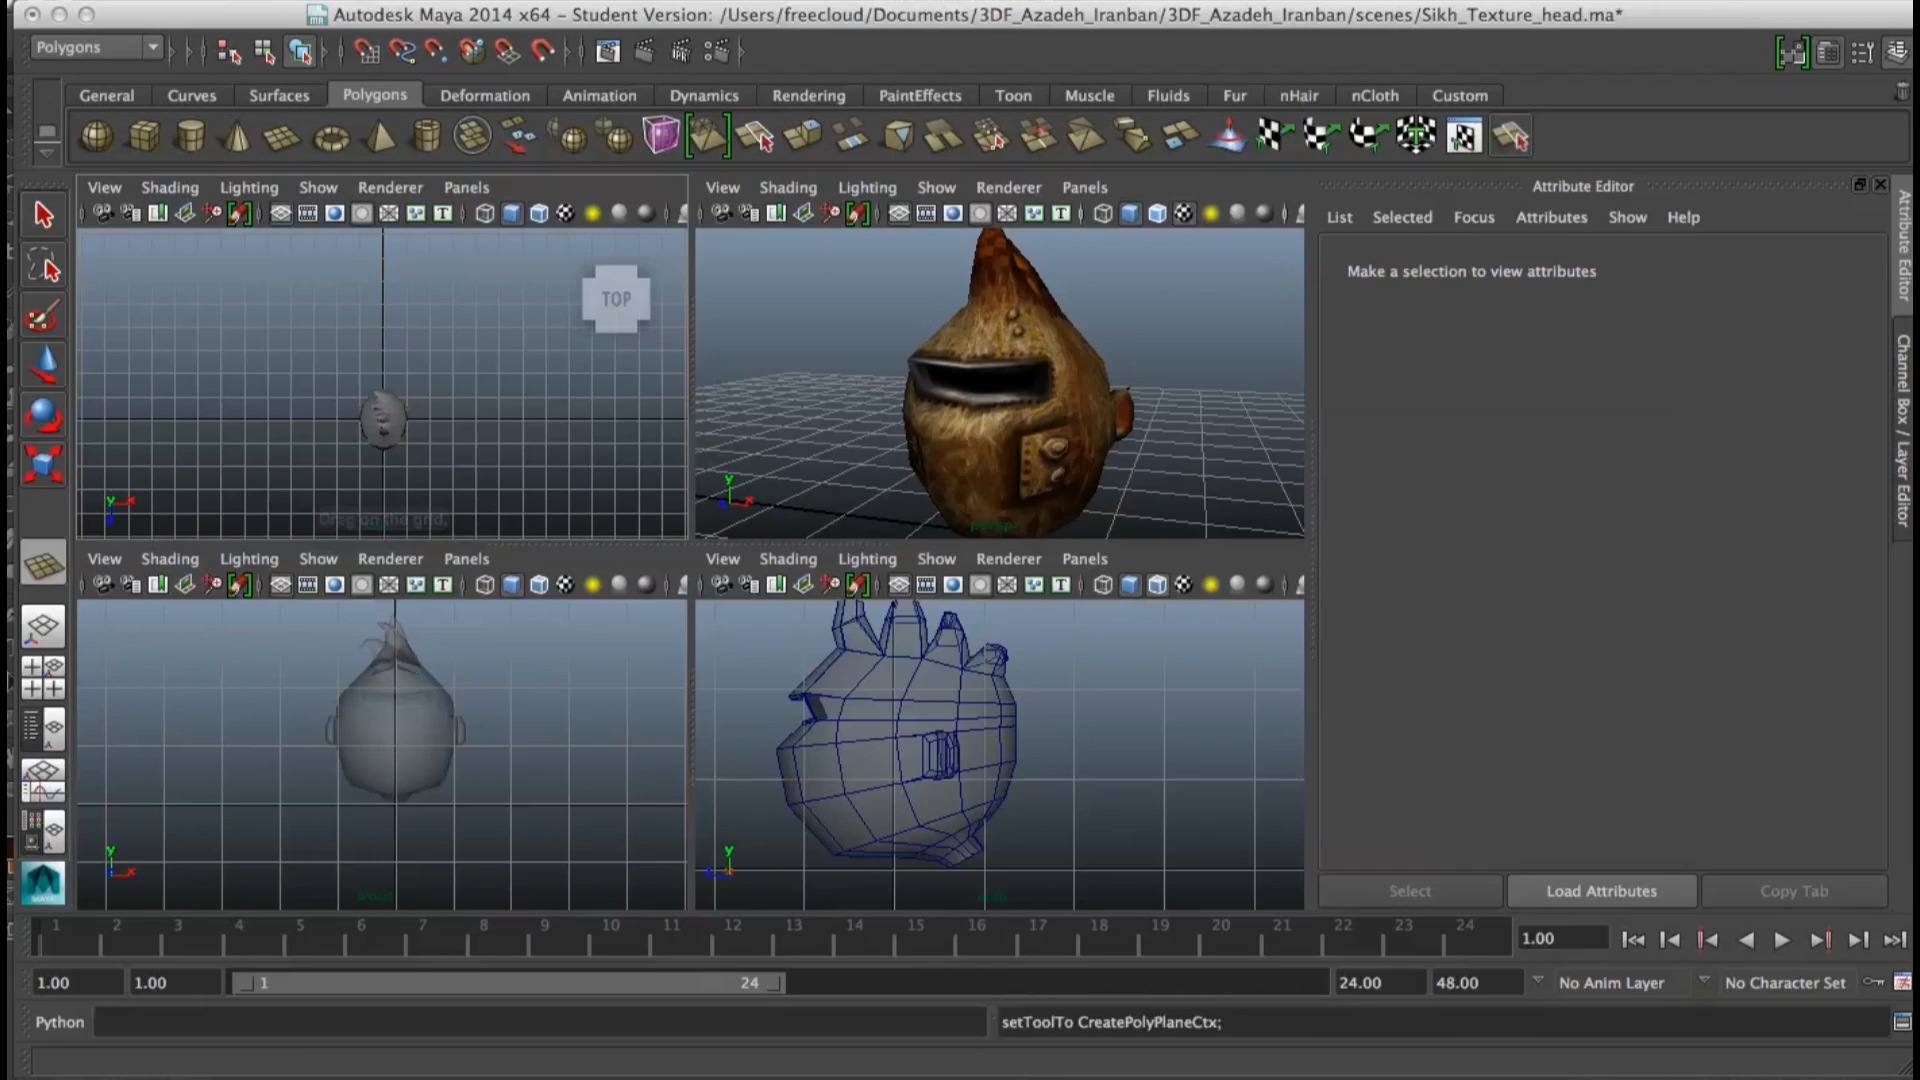 Autodesk Maya 2014 x64 - Student Version: /Users/freecloud/Documents/3DF_Azadeh_Iranban/3DF_Azadeh_Iranban/scenes/Sikh_Texture_head.ma*
Polygons
General Curves Surfaces Polygons Deformation Animation Dynamics Rendering PaintEffects Toon Muscle Fluids Fur nHair nCloth Custom
View Shading Lighting Show Renderer Panels
View Shading Lighting Show Renderer Panels
Attribute Editor
List Selected Focus Attributes Show Help
Make a selection to view attributes
Attribute Editor
Channel Box / Layer Editor
TOP
Drag on the grid.
y x
y x
persp
View Shading Lighting Show Renderer Panels
View Shading Lighting Show Renderer Panels
y x
front
y
Select Load Attributes Copy Tab
1 2 3 4 5 6 7 8 9 10 11 12 13 14 15 16 17 18 19 20 21 22 23 24
1.00
1.00 1.00 1 24 24.00 48.00 No Anim Layer No Character Set
Python
setToolTo CreatePolyPlaneCtx;